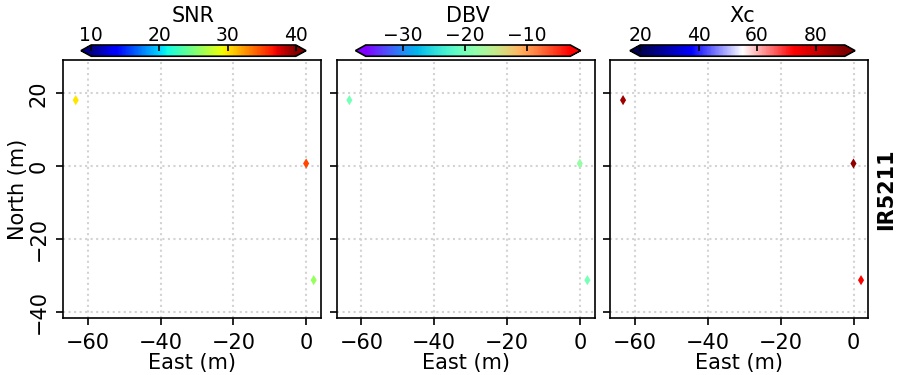 SNR DBV Xc
10 20 30 40 −30 −20 −10 20 40 60 80
20
0
−20
−40
North (m)
IR5211
−60 −40 −20 0 −60 −40 −20 0 −60 −40 −20 0
East (m) East (m) East (m)